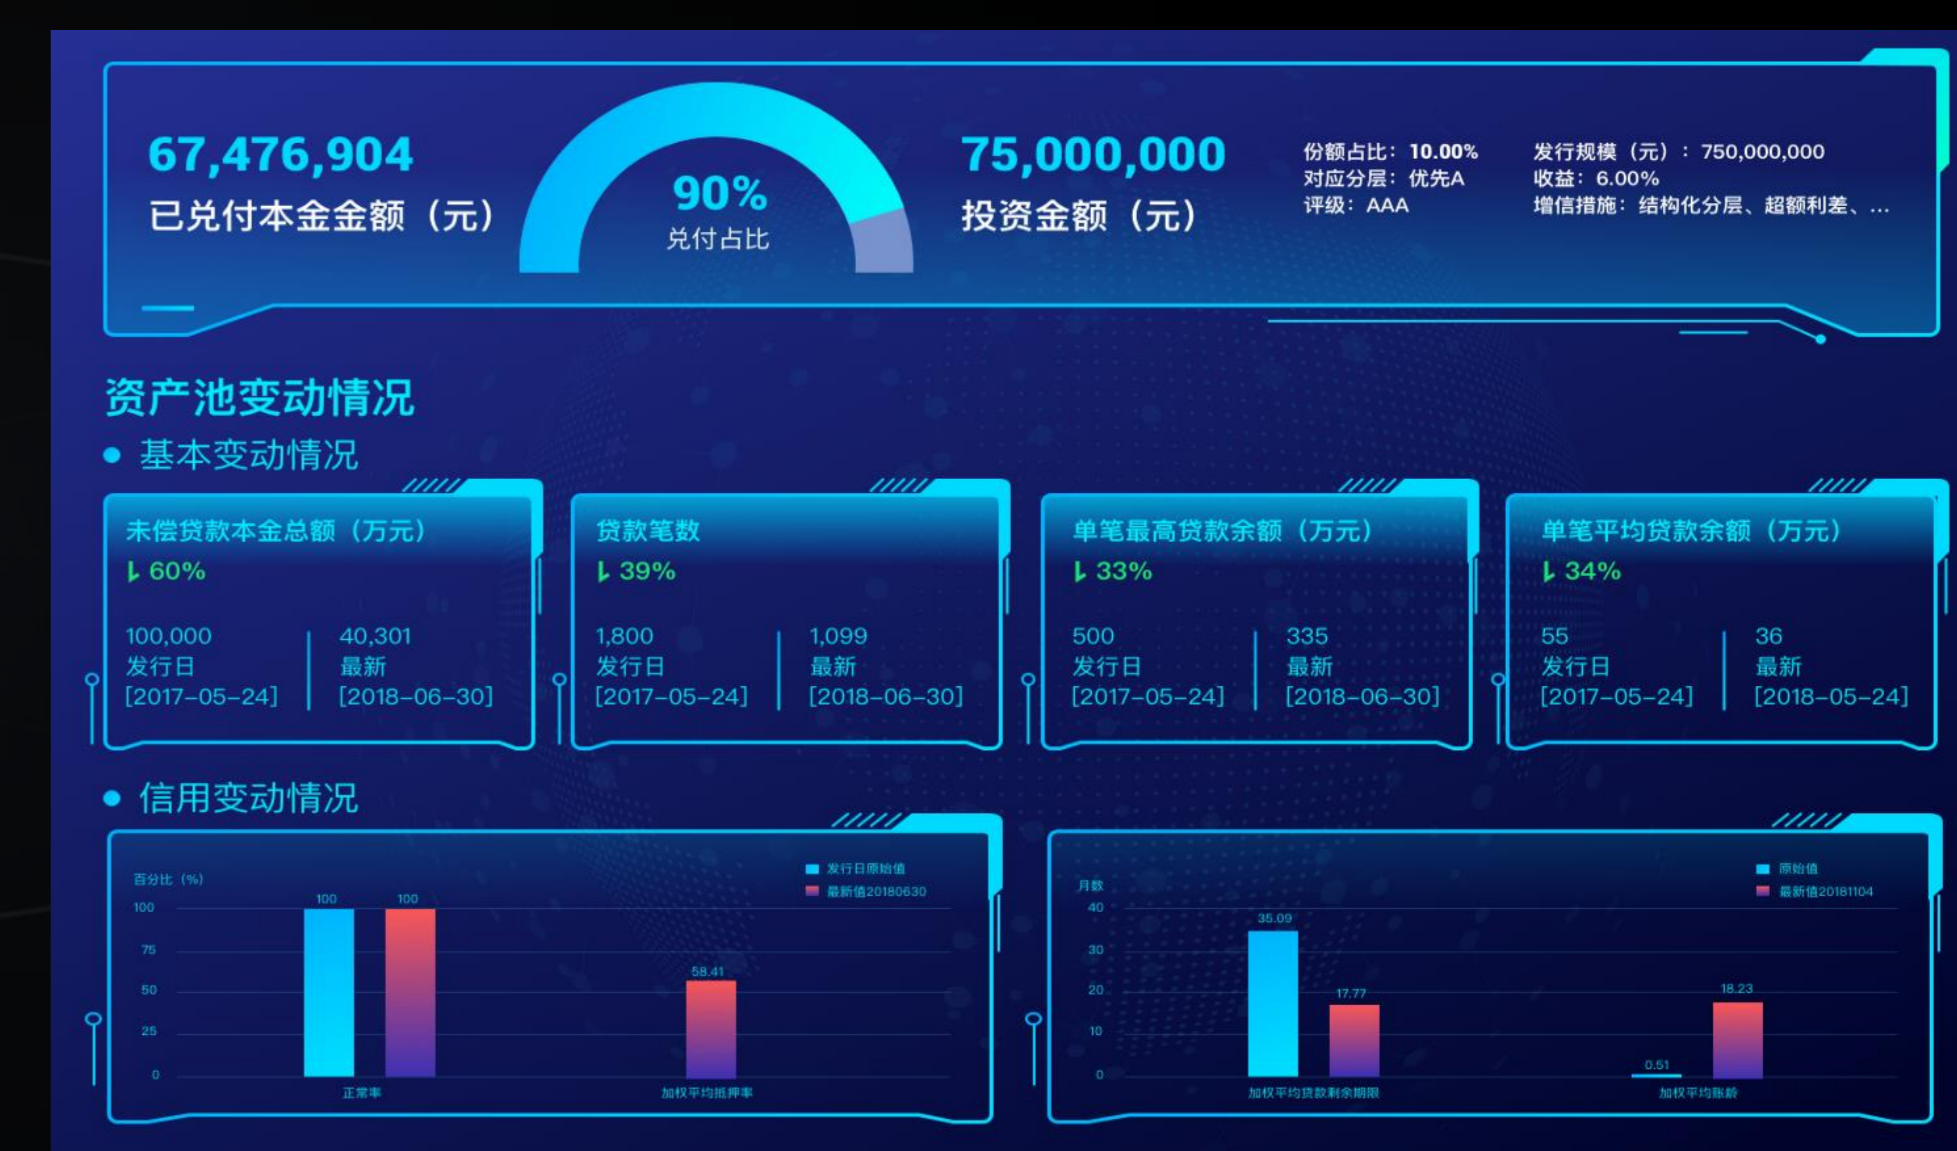 67,476,904
已兑付本金金额（元）
90%
兑付占比
75,000,000
投资金额（元）
份额占比：10.00%
对应分层：优先A
评级：AAA
发行规模（元）：750,000,000
收益：6.00%
增信措施：结构化分层、超额利差、...
资产池变动情况
基本变动情况
未偿贷款本金总额（万元）
60%
100,000
发行日
[2017-05-24]
40,301
最新
[2018-06-30]
贷款笔数
39%
1,800
发行日
[2017-05-24]
1,099
最新
[2018-06-30]
单笔最高贷款余额（万元）
33%
500
发行日
[2017-05-24]
335
最新
[2018-06-30]
单笔平均贷款余额（万元）
34%
55
发行日
[2017-05-24]
36
最新
[2018-05-24]
信用变动情况
百分比（%）
发行日原始值
最新值20180630
100
75
50
25
0
100
100
58.41
正常率
加权平均抵押率
月数
原始值
最新值20181104
40
30
20
10
0
35.09
17.77
0.51
18.23
加权平均贷款剩余期限
加权平均账龄